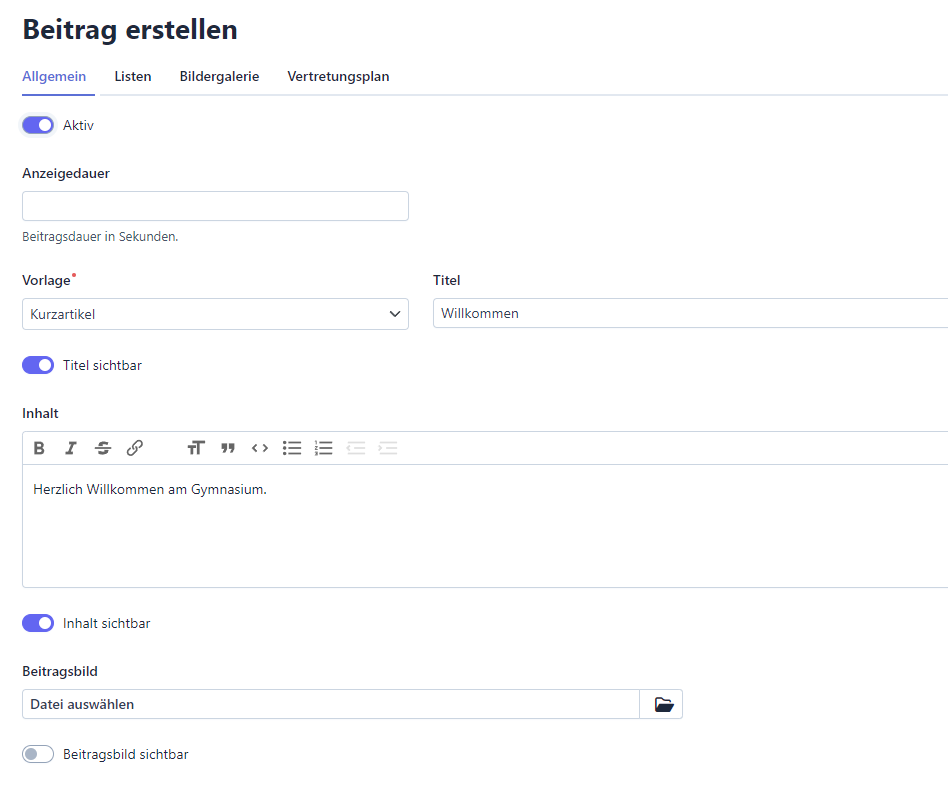 Beitrag erstellen
Allgemein Listen Bildergalerie Vertretungsplan
Aktiv
Anzeigedauer
Beitragsdauer in Sekunden.
Vorlage* Titel
Kurzartikel Willkommen
Titel sichtbar
Inhalt
Herzlich Willkommen am Gymnasium.
Inhalt sichtbar
Beitragsbild
Datei auswählen
Beitragsbild sichtbar